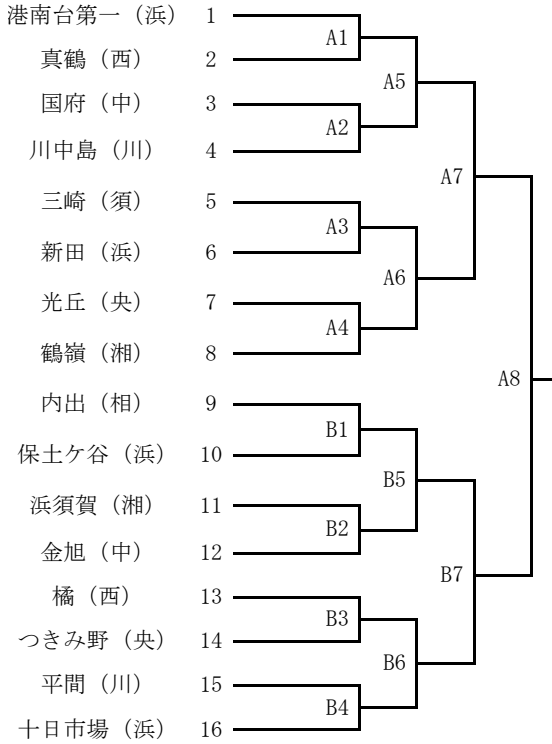 港南台第一（浜） 1
A1
真鶴（西） 2
A5
国府（中） 3
A2
川中島（川） 4
A7
三崎（須） 5
A3
新田（浜） 6
A6
光丘（央） 7
A4
鶴嶺（湘） 8
A8
内出（相） 9
B1
保土ケ谷（浜） 10
B5
浜須賀（湘） 11
B2
金旭（中） 12
B7
橘（西） 13
B3
つきみ野（央） 14
B6
平間（川） 15
B4
十日市場（浜） 16